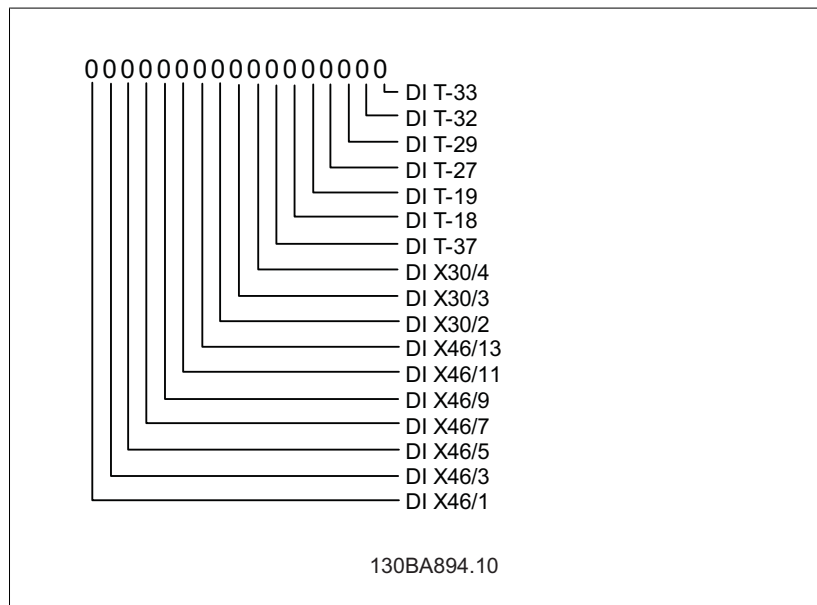 00000000000000000
DI T-33
DI T-32
DI T-29
DI T-27
DI T-19
DI T-18
DI T-37
DI X30/4
DI X30/3
DI X30/2
DI X46/13
DI X46/11
DI X46/9
DI X46/7
DI X46/5
DI X46/3
DI X46/1
130BA894.10